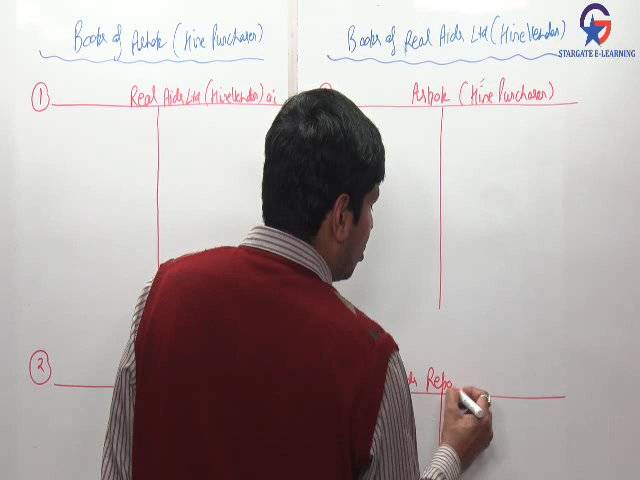 Books of Ashok (Hire Purchaser)
Books of Real Aids Ltd (Hire Vendor)
STARGATE E-LEARNING
1 Real Aids Ltd (Hire Vendor) a/c
Ashok (Hire Purchaser)
2
Repo